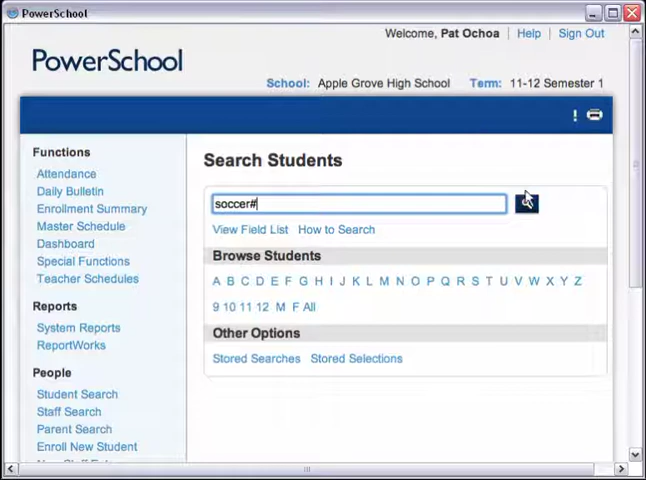 PowerSchool
Welcome, Pat Ochoa | Help | Sign Out
PowerSchool
School: Apple Grove High School Term: 11-12 Semester 1
!
Functions
Attendance
Daily Bulletin
Enrollment Summary
Master Schedule
Dashboard
Special Functions
Teacher Schedules
Reports
System Reports
ReportWorks
People
Student Search
Staff Search
Parent Search
Enroll New Student
Search Students
soccer#
View Field List How to Search
Browse Students
A B C D E F G H I J K L M N O P Q R S T U V W X Y Z
9 10 11 12 M F All
Other Options
Stored Searches Stored Selections